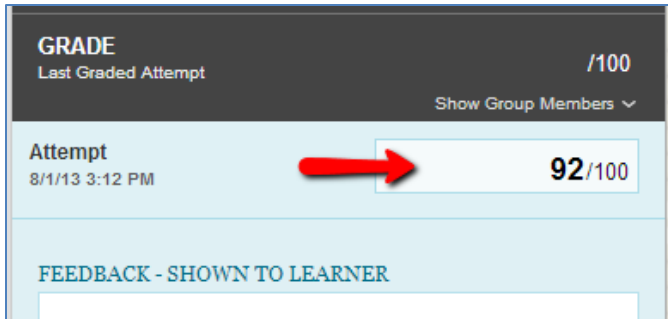 GRADE
Last Graded Attempt
/100
Show Group Members
Attempt
8/1/13 3:12 PM
92/100
FEEDBACK - SHOWN TO LEARNER